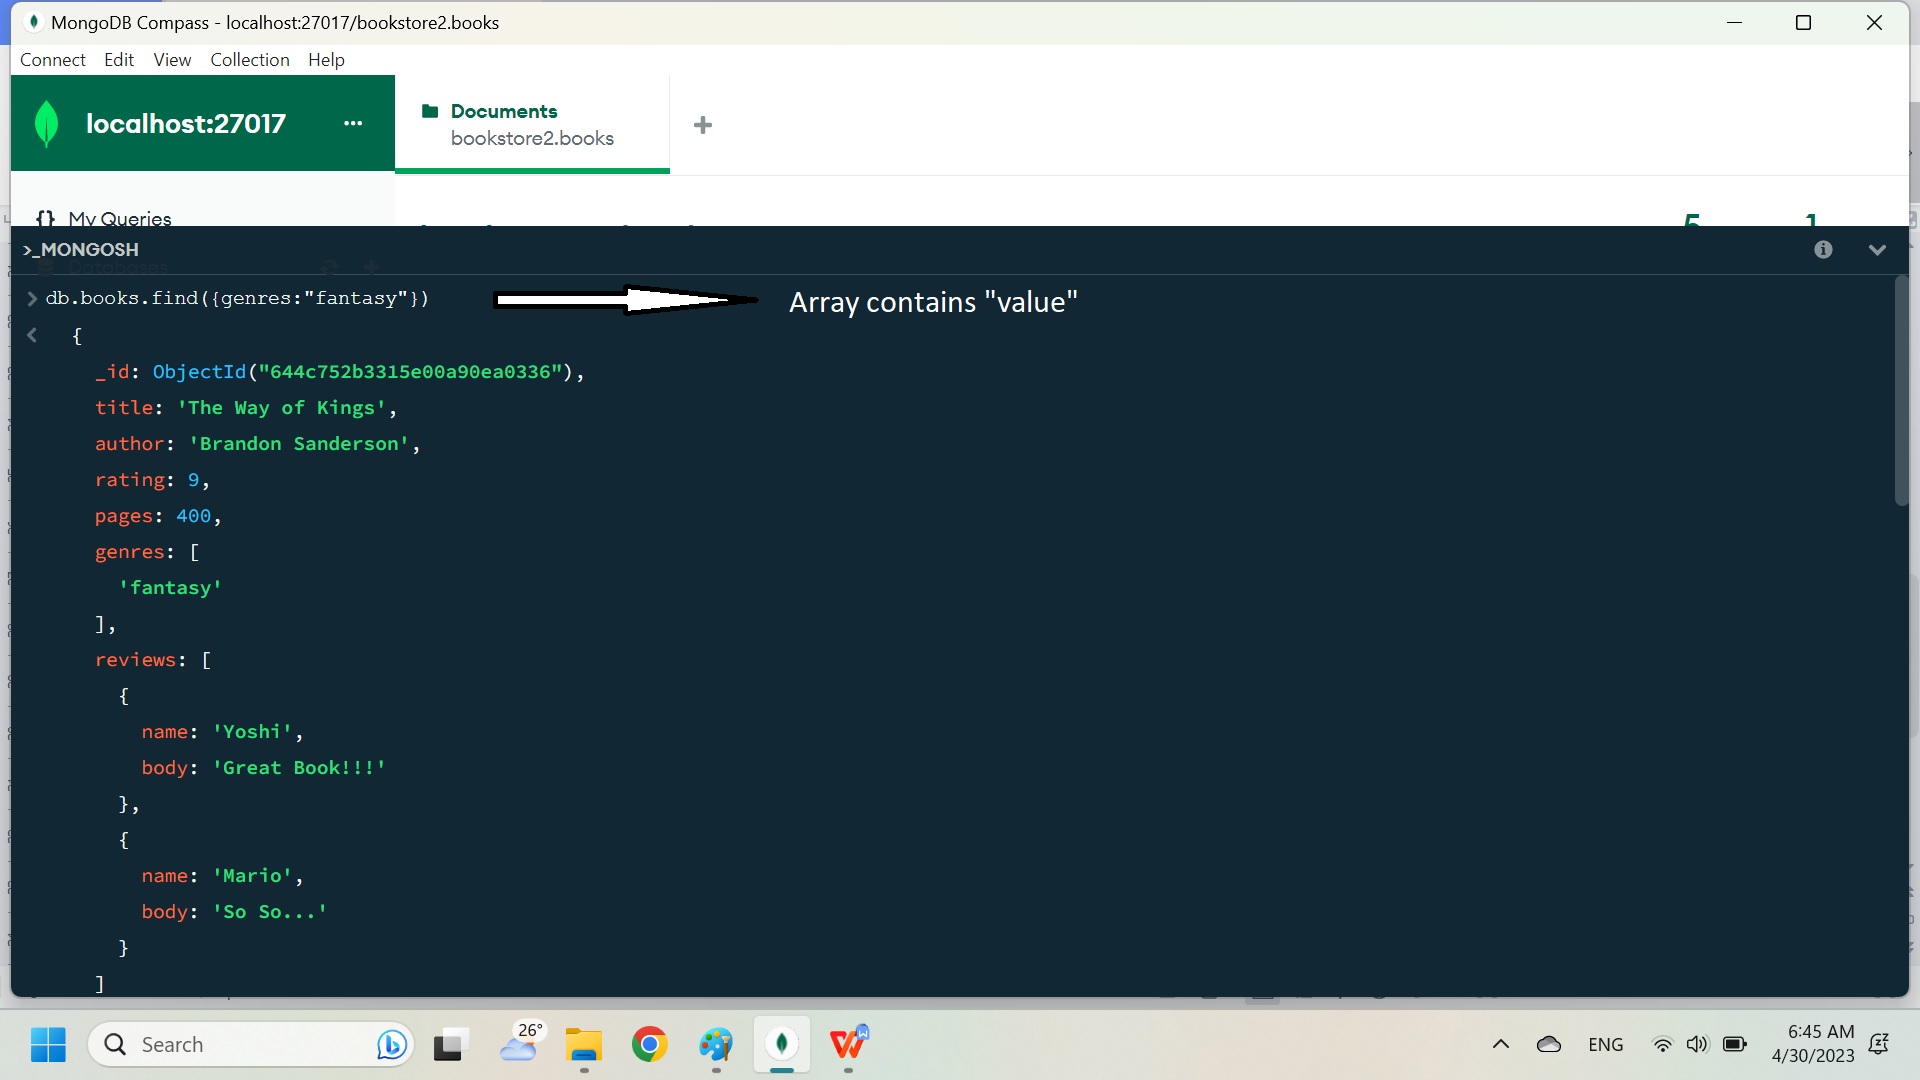 MongoDB Compass - localhost:27017/bookstore2.books
Connect Edit View Collection Help
localhost:27017 ...
Documents
bookstore2.books
{} My Queries
5 1
>_MONGOSH
Databases
db.books.find({genres:"fantasy"})
Array contains "value"
{
_id: ObjectId("644c752b3315e00a90ea0336"),
title: 'The Way of Kings',
author: 'Brandon Sanderson',
rating: 9,
pages: 400,
genres: [
'fantasy'
],
reviews: [
{
name: 'Yoshi',
body: 'Great Book!!!'
},
{
name: 'Mario',
body: 'So So...'
}
]
Search
26°
ENG
6:45 AM
4/30/2023